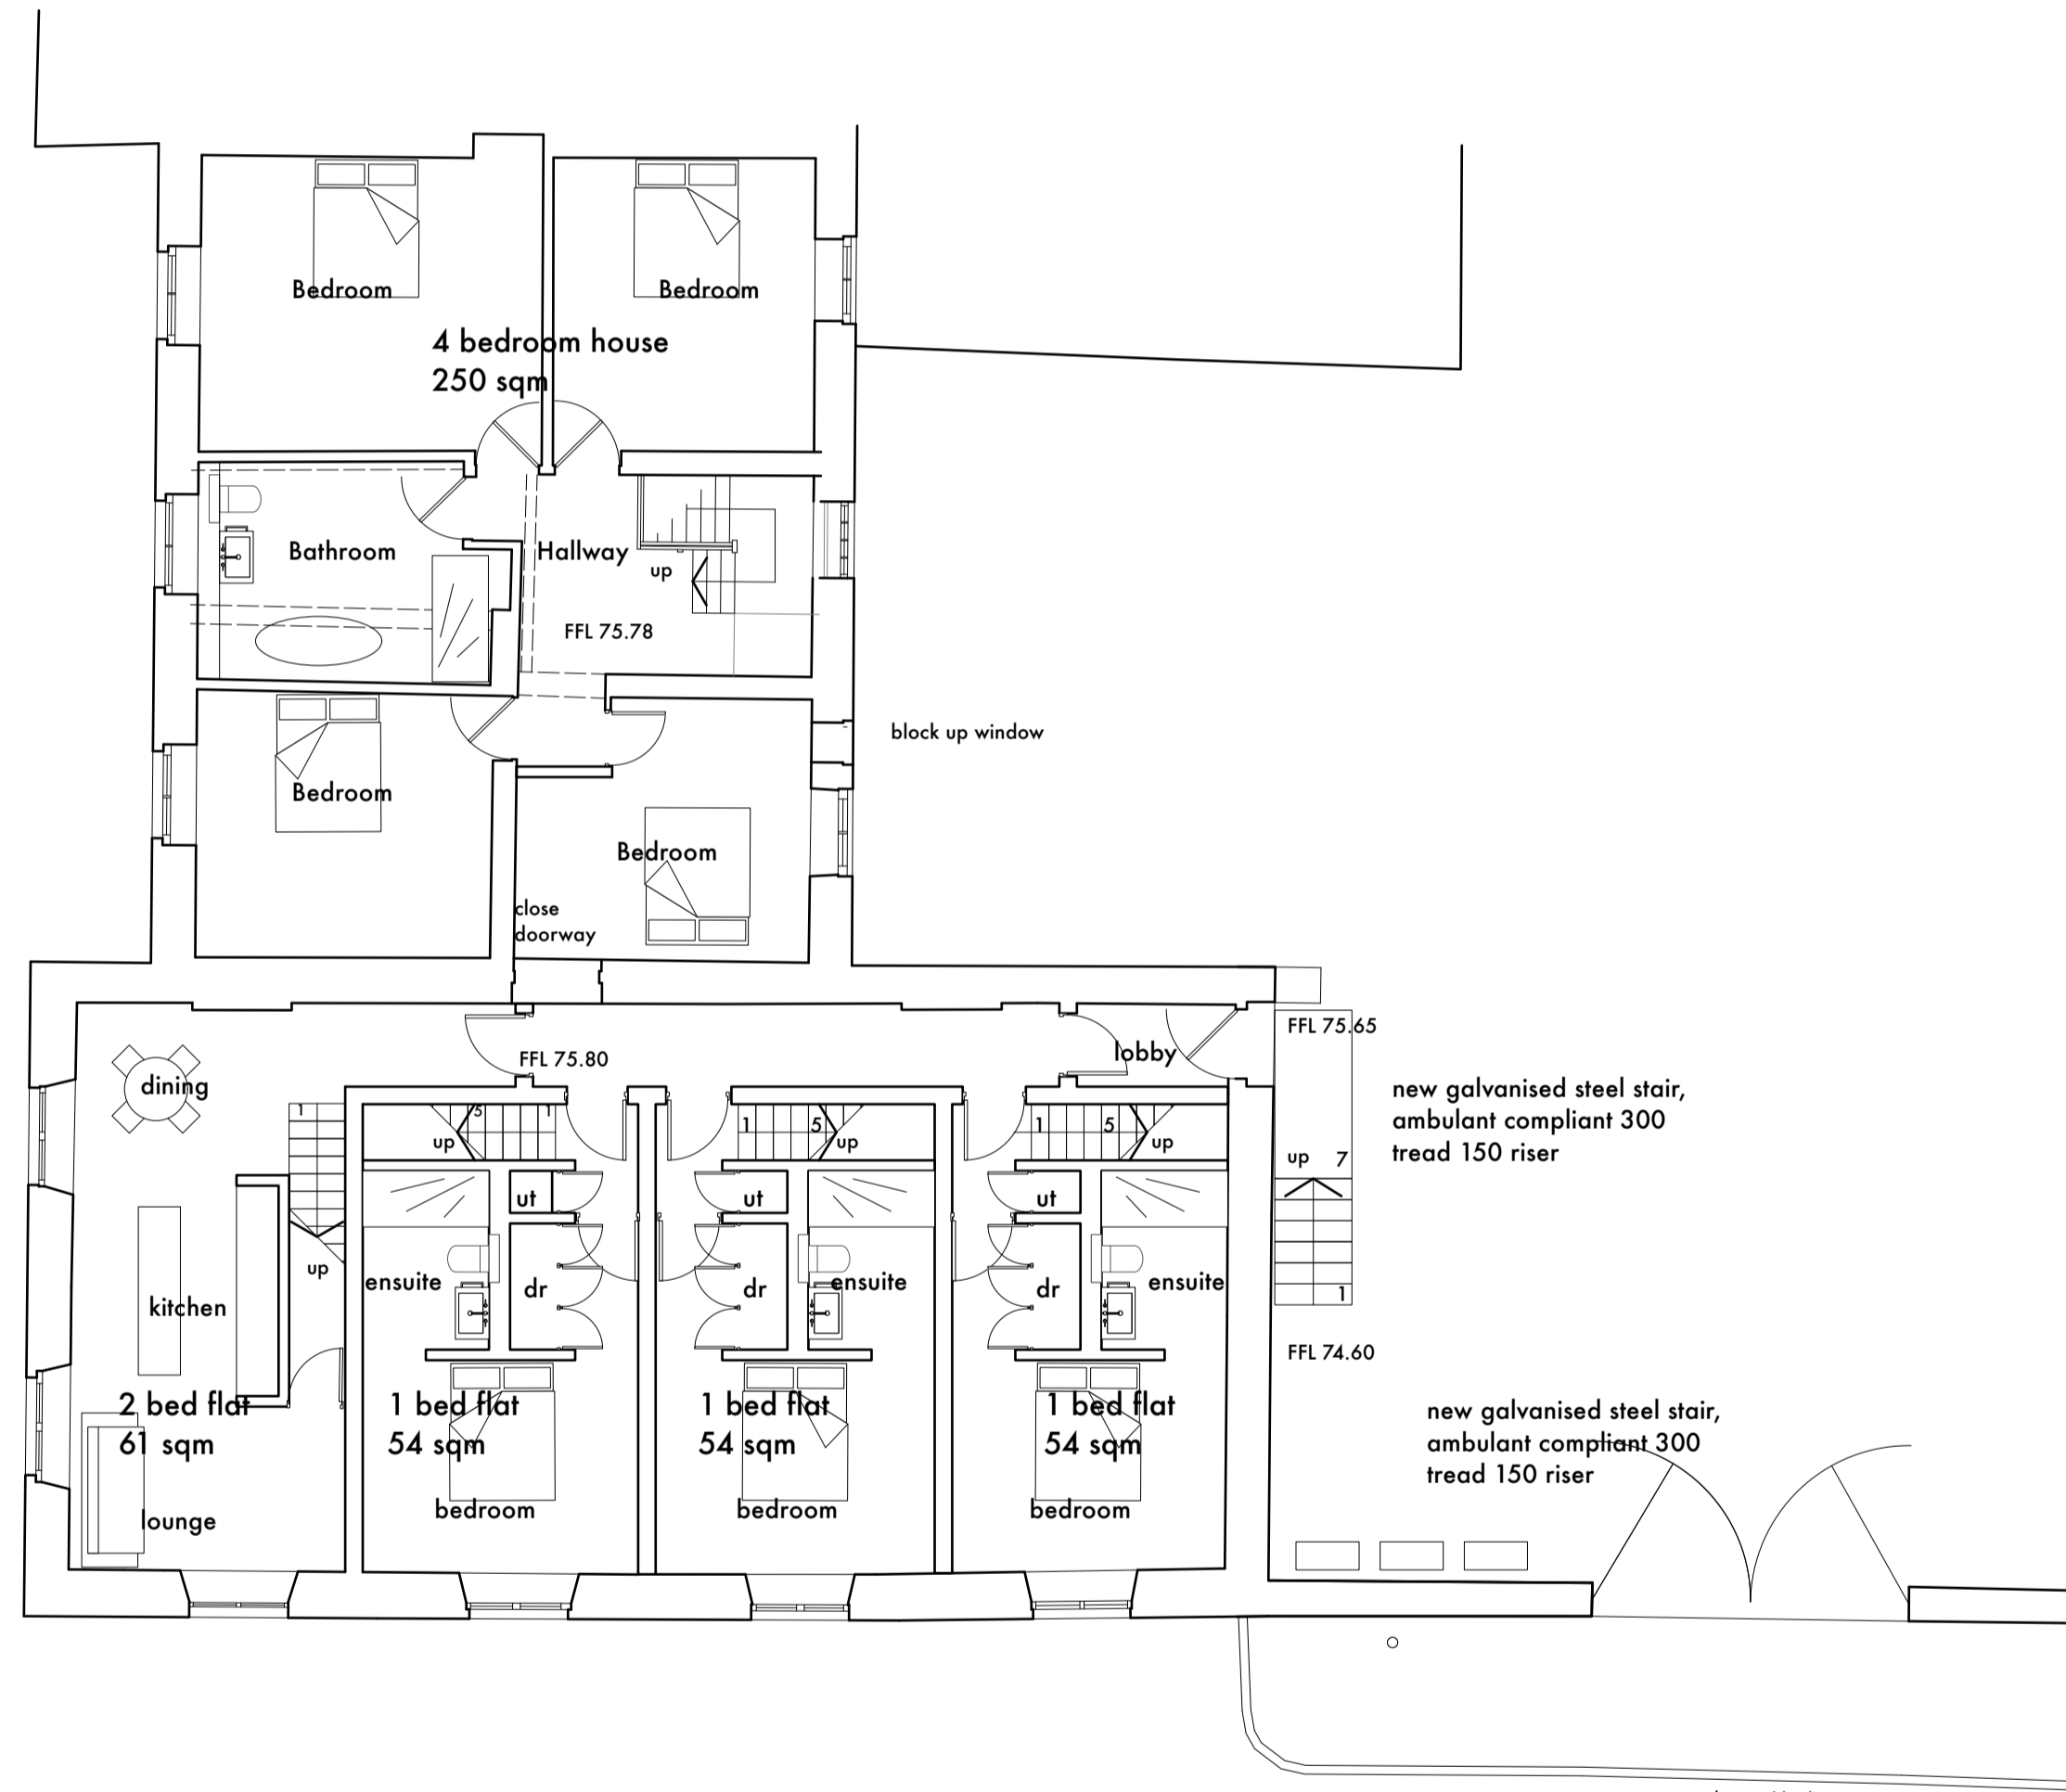 Bedroom
Bedroom
4 bedroom house
250 sqm
Bathroom
Hallway
up
FFL 75.78
block up window
Bedroom
Bedroom
close
doorway
FFL 75.65
lobby
FFL 75.80
dining
new galvanised steel stair,
ambulant compliant 300
tread 150 riser
1
5
1
up
1
5
up
1
5
up
up
7
ut
ut
ut
up
ensuite
dr
dr
ensuite
dr
ensuite
1
kitchen
FFL 74.60
2 bed flat
61 sqm
1 bed flat
54 sqm
1 bed flat
54 sqm
1 bed flat
54 sqm
new galvanised steel stair,
ambulant compliant 300
tread 150 riser
lounge
bedroom
bedroom
bedroom